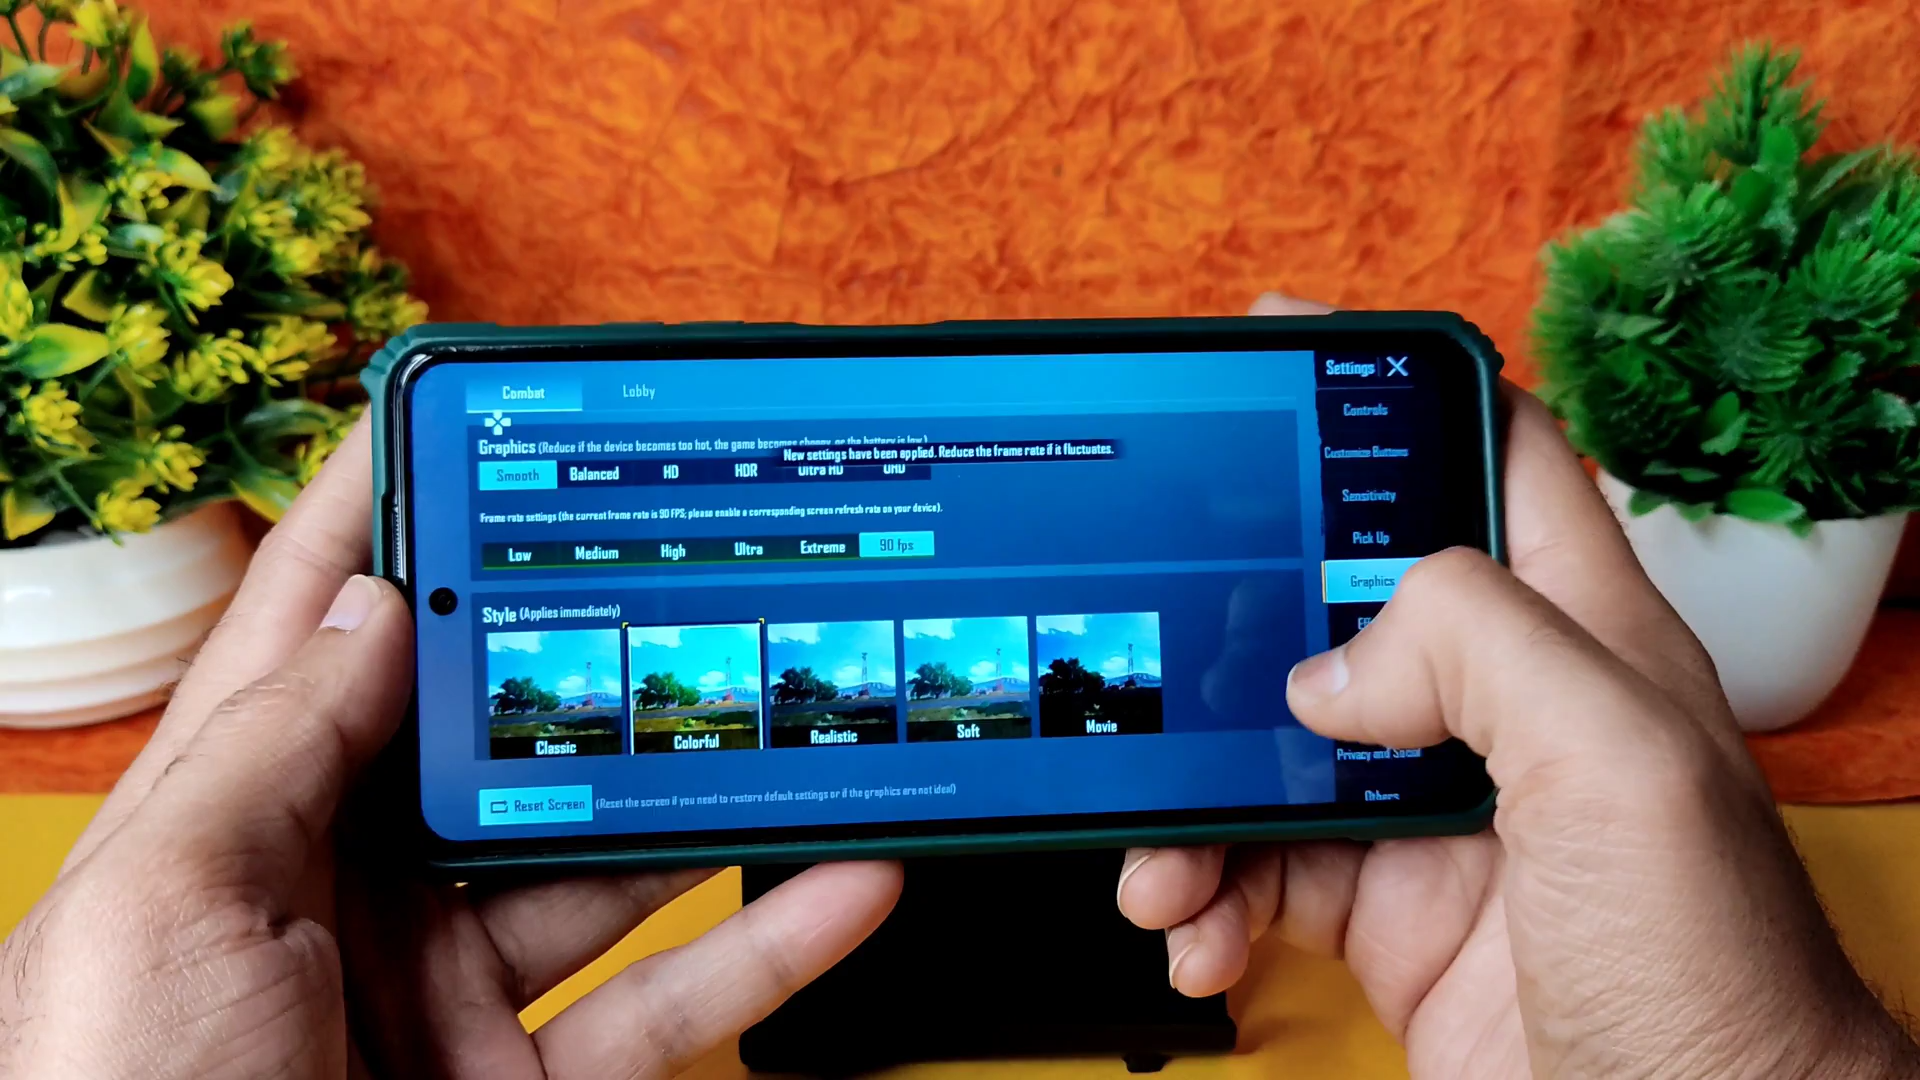 Combat Lobby
Settings X
Graphics (Reduce if the device becomes too hot, the game becomes choppy, or the battery is low.)
New settings have been applied. Reduce the frame rate if it fluctuates.
Smooth Balanced HD HDR Ultra HD UHD
Frame rate settings (the current frame rate is 90 FPS; please enable a corresponding screen refresh rate on your device).
Low Medium High Ultra Extreme 90 fps
Style (Applies immediately)
Classic Colorful Realistic Soft Movie
Reset Screen (Reset the screen if you need to restore default settings or if the graphics are not ideal)
Controls
Customize Buttons
Sensitivity
Pick Up
Graphics
Privacy and Social
Others